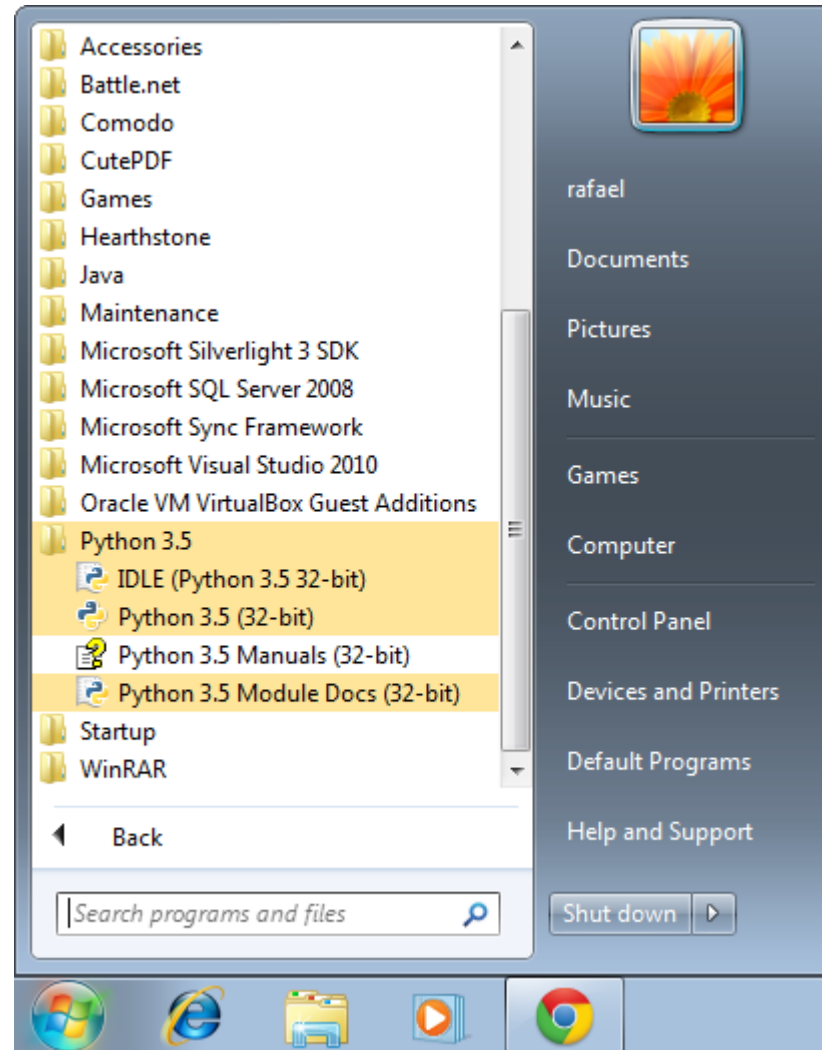 Accessories
Battle.net
Comodo
CutePDF
Games
Hearthstone
Java
Maintenance
Microsoft Silverlight 3 SDK
Microsoft SQL Server 2008
Microsoft Sync Framework
Microsoft Visual Studio 2010
Oracle VM VirtualBox Guest Additions
Python 3.5
IDLE (Python 3.5 32-bit)
Python 3.5 (32-bit)
Python 3.5 Manuals (32-bit)
Python 3.5 Module Docs (32-bit)
Startup
WinRAR
Back
Search programs and files
rafael
Documents
Pictures
Music
Games
Computer
Control Panel
Devices and Printers
Default Programs
Help and Support
Shut down